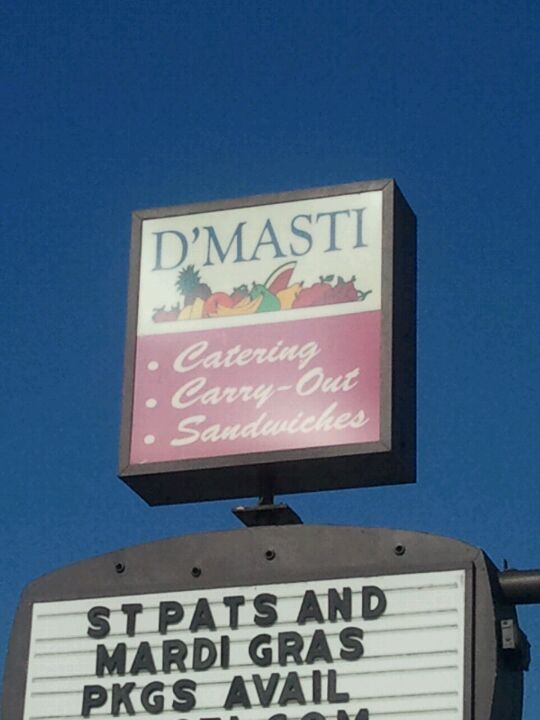 D'MASTI
• Catering
• Carry-Out
• Sandwiches
ST PATS AND
MARDI GRAS
PKGS AVAIL